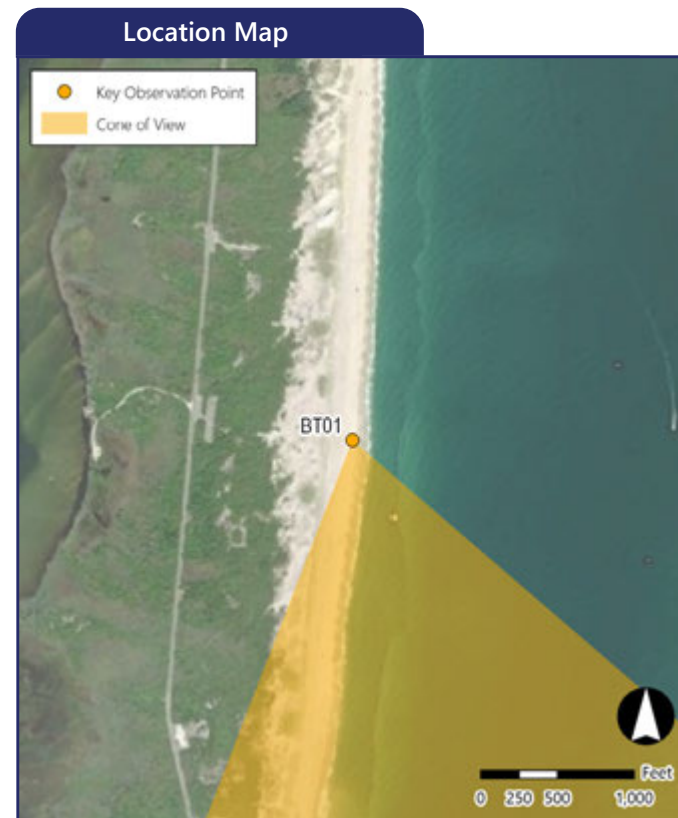 Location Map
Key Observation Point
Cone of View
BT01
Feet
0 250 500 1,000